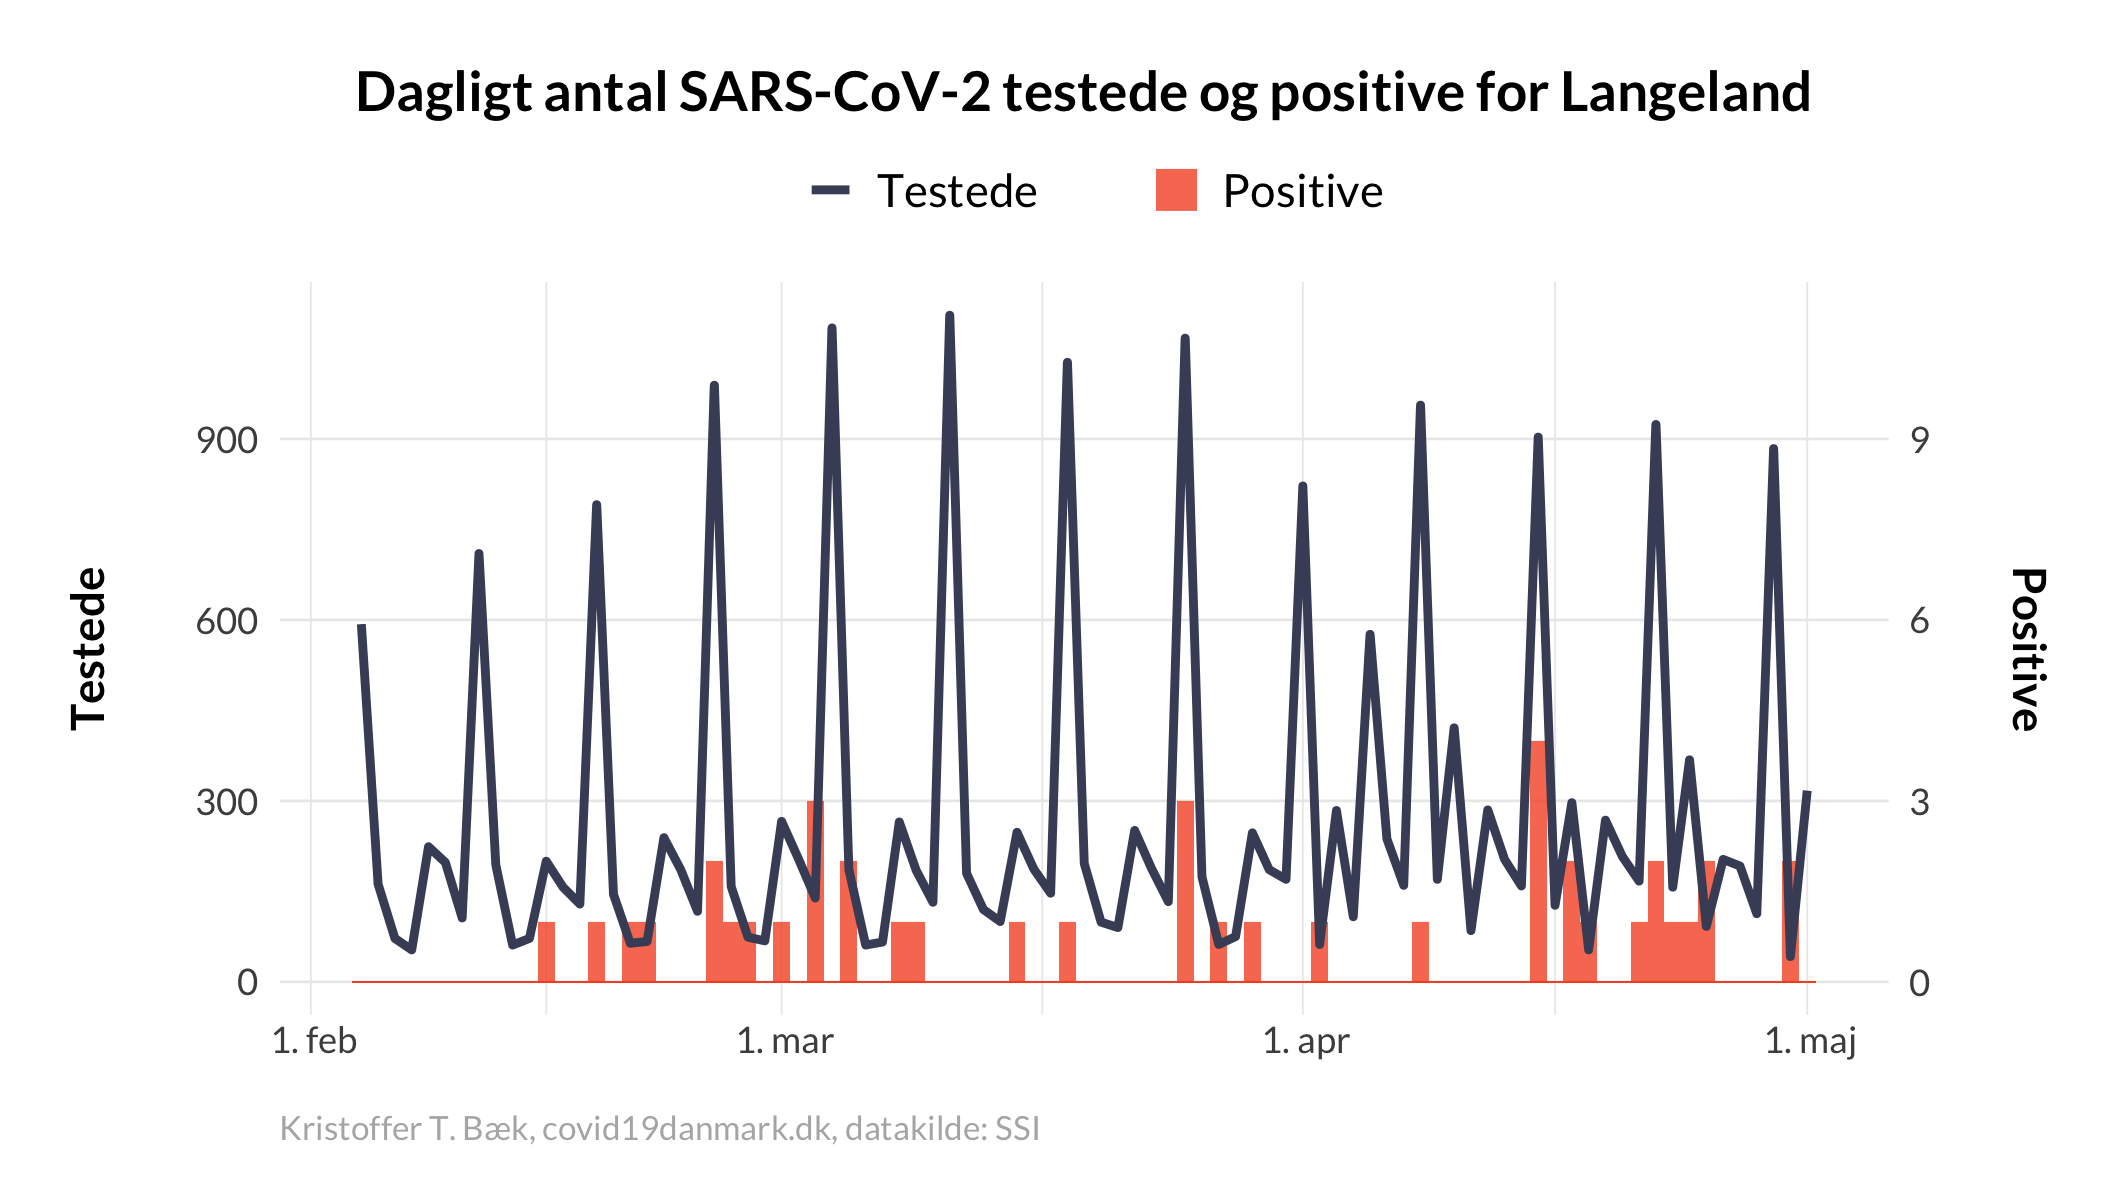 Dagligt antal SARS-CoV-2 testede og positive for Langeland
Testede Positive
Testede
Positive
900 9
600 6
300 3
0 0
1. feb 1. mar 1. apr 1. maj
Kristoffer T. Bæk, covid19danmark.dk, datakilde: SSI